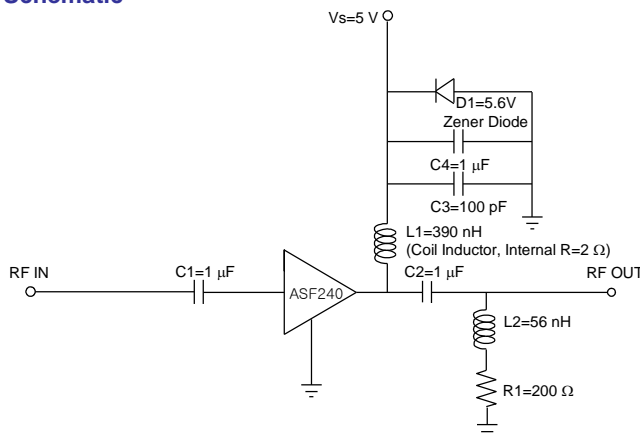 Schematic
Vs=5 V
D1=5.6V
Zener Diode
C4=1 μF
C3=100 pF
L1=390 nH
(Coil Inductor, Internal R=2 Ω)
RF IN
C1=1 μF
ASF240
C2=1 μF
RF OUT
L2=56 nH
R1=200 Ω